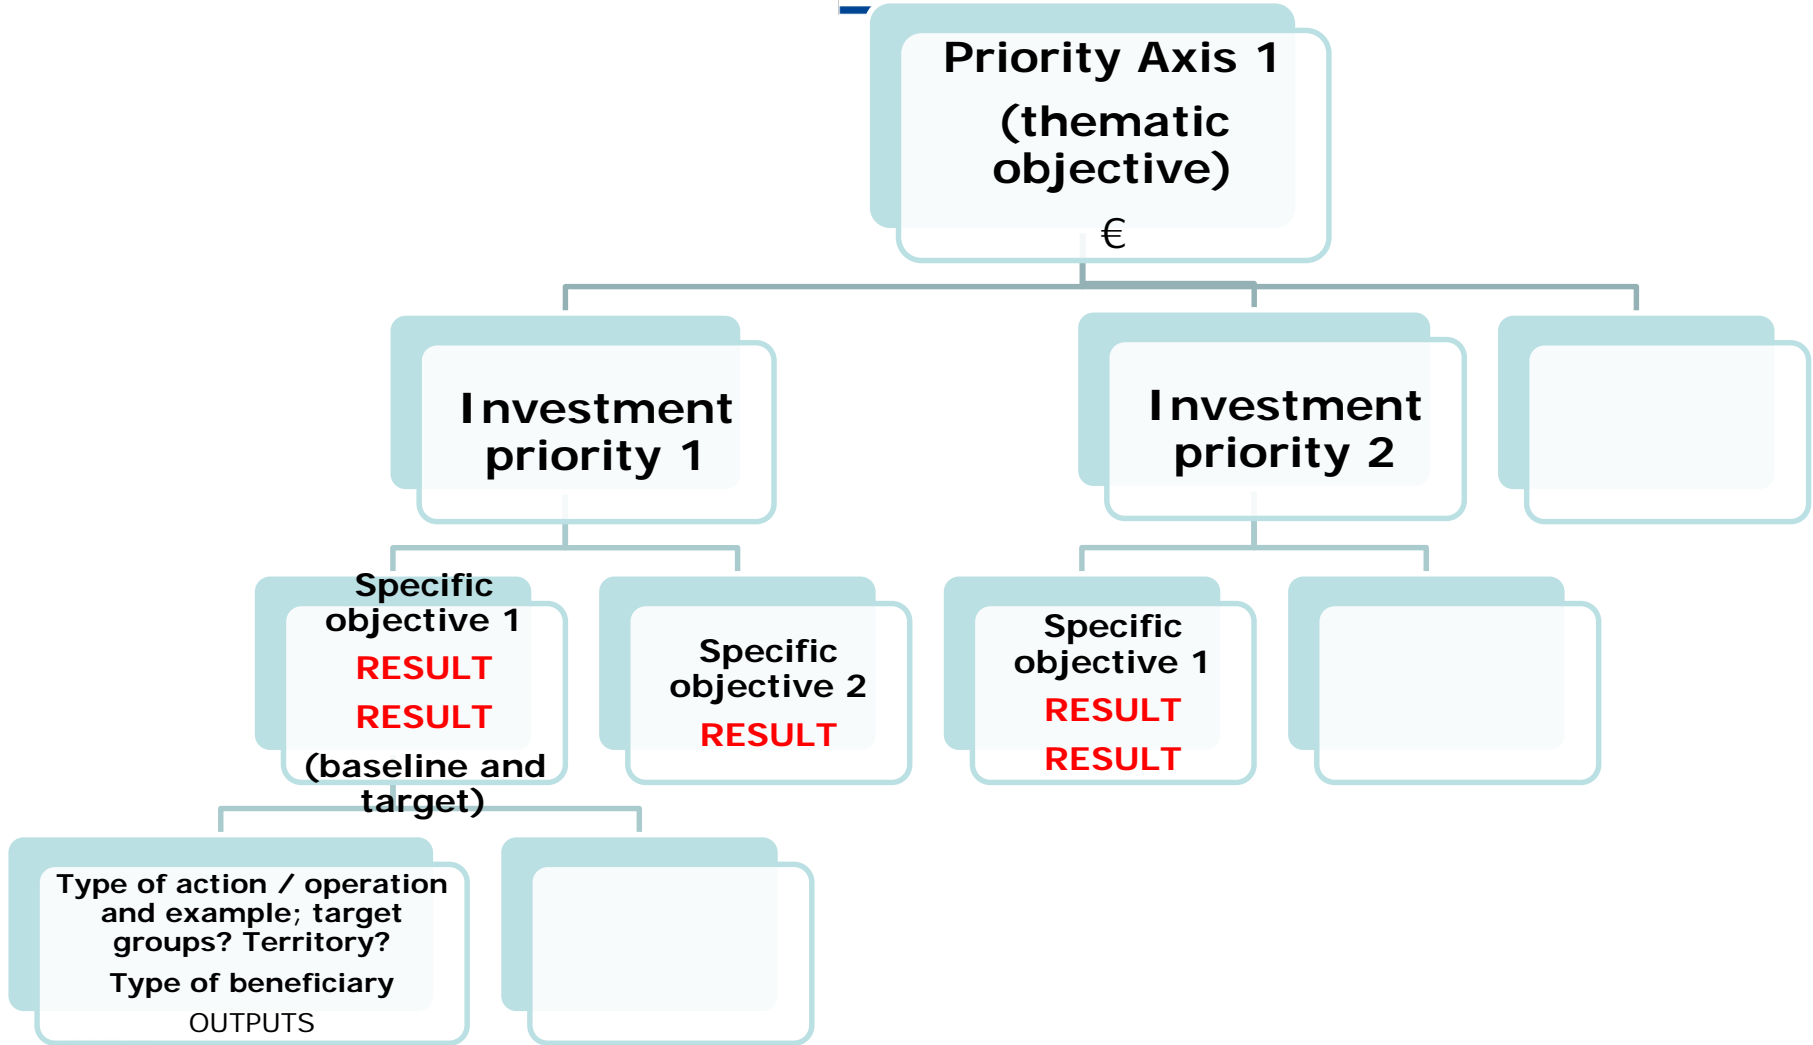 Priority Axis 1
(thematic
objective)
€
Investment
priority 1
Investment
priority 2
Specific
objective 1
RESULT
RESULT
(baseline and
target)
Specific
objective 2
RESULT
Specific
objective 1
RESULT
RESULT
Type of action / operation
and example; target
groups? Territory?
Type of beneficiary
OUTPUTS